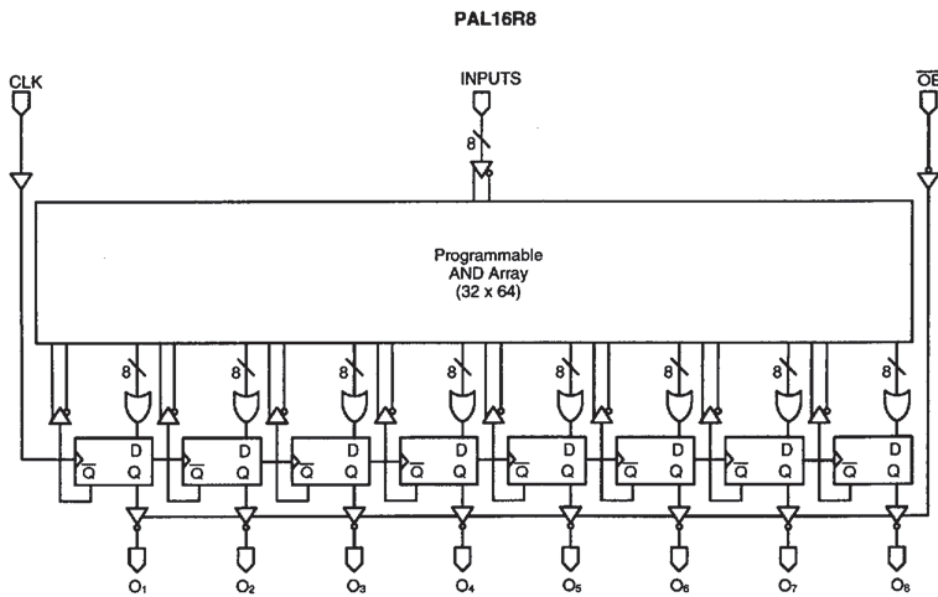 PAL16R8
CLK INPUTS OE
8
Programmable
AND Array
(32 x 64)
8 8 8 8 8 8 8 8
D D D D D D D D
Q Q Q Q Q Q Q Q Q Q Q Q Q Q Q Q
O1 O2 O3 O4 O5 O6 O7 O8